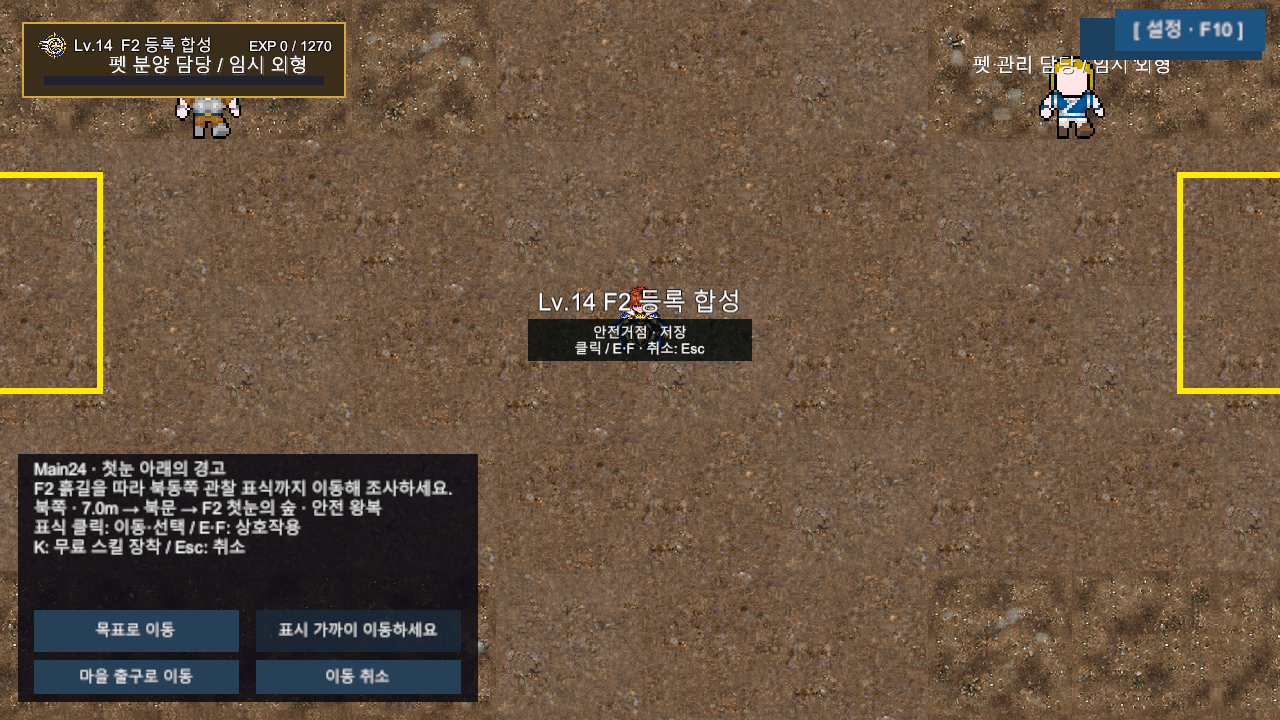 Lv.14 F2 등록 합성 EXP 0 / 1270
펫 분양 담당 / 임시 외형
[ 설정 · F10 ]
펫 관리 담당 / 임시 외형
Lv.14 F2 등록 합성
안전거점 · 저장
클릭 / E·F · 취소: Esc
Main24 · 첫눈 아래의 경고
F2 흙길을 따라 북동쪽 관찰 표식까지 이동해 조사하세요.
북쪽 · 7.0m → 북문 → F2 첫눈의 숲 · 안전 왕복
표식 클릭: 이동·선택 / E·F: 상호작용
K: 무료 스킬 장착 / Esc: 취소
목표로 이동
표시 가까이 이동하세요
마을 출구로 이동
이동 취소